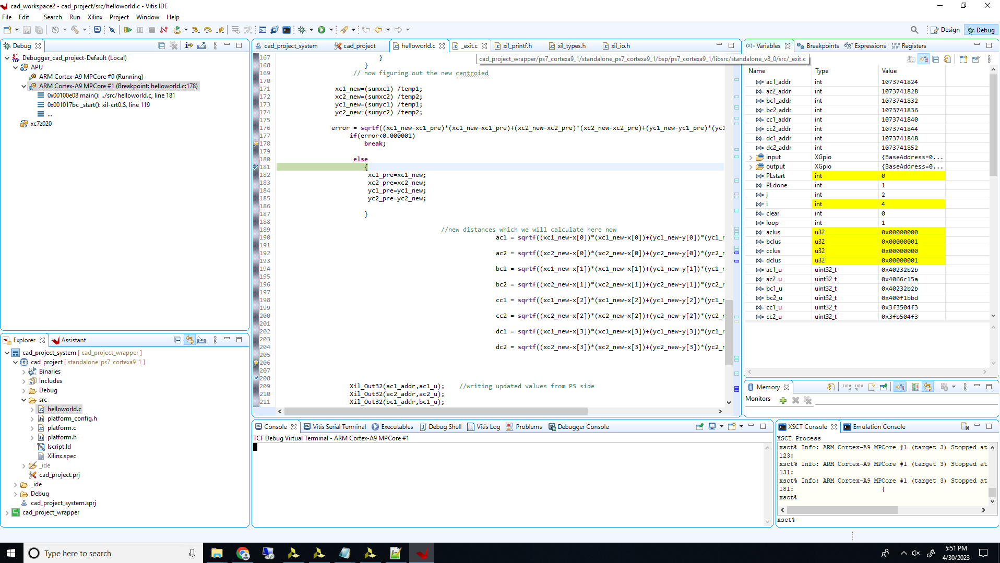 cad_workspace2 - cad_project/src/helloworld.c - Vitis IDE
File Edit Search Run Xilinx Project Window Help
Design Debug
Debug
Debugger_cad_project-Default (Local)
APU
ARM Cortex-A9 MPCore #0 (Running)
ARM Cortex-A9 MPCore #1 (Breakpoint: helloworld.c:178)
0x00100e08 main(): ../src/helloworld.c, line 181
0x001017bc _start(): xil-crt0.S, line 119
...
xc7z020
Explorer Assistant
cad_project_system [ cad_project_wrapper ]
cad_project [ standalone_ps7_cortexa9_1 ]
Binaries
Includes
Debug
src
helloworld.c
platform_config.h
platform.c
platform.h
lscript.ld
Xilinx.spec
_ide
cad_project.prj
_ide
Debug
cad_project_system.sprj
cad_project_wrapper
cad_project_system cad_project helloworld.c _exit.c xil_printf.h xil_types.h xil_io.h
cad_project_wrapper/ps7_cortexa9_1/standalone_ps7_cortexa9_1/bsp/ps7_cortexa9_1/libsrc/standalone_v8_0/src/_exit.c
167 }
168 }
169 // now figuring out the new centroied
170
171 xc1_new=(sumxc1) /temp1;
172 xc2_new=(sumxc2) /temp2;
173 yc1_new=(sumyc1) /temp1;
174 yc2_new=(sumyc2) /temp2;
175
176 error = sqrtf((xc1_new-xc1_pre)*(xc1_new-xc1_pre)+(xc2_new-xc2_pre)*(xc2_new-xc2_pre)+(yc1_new-yc1_pre)*(yc1
177 if(error<0.000001)
178 break;
179
180 else
181 {
182 xc1_pre=xc1_new;
183 xc2_pre=xc2_new;
184 yc1_pre=yc1_new;
185 yc2_pre=yc2_new;
186
187 }
188
189 //new distances which we will calculate here now
190 ac1 = sqrtf((xc1_new-x[0])*(xc1_new-x[0])+(yc1_new-y[0])*(yc1_n
191
192 ac2 = sqrtf((xc2_new-x[0])*(xc2_new-x[0])+(yc2_new-y[0])*(yc2_n
193
194 bc1 = sqrtf((xc1_new-x[1])*(xc1_new-x[1])+(yc1_new-y[1])*(yc1_n
195
196 bc2 = sqrtf((xc2_new-x[1])*(xc2_new-x[1])+(yc2_new-y[1])*(yc2_n
197
198 cc1 = sqrtf((xc1_new-x[2])*(xc1_new-x[2])+(yc1_new-y[2])*(yc1_n
199
200 cc2 = sqrtf((xc2_new-x[2])*(xc2_new-x[2])+(yc2_new-y[2])*(yc2_n
201
202 dc1 = sqrtf((xc1_new-x[3])*(xc1_new-x[3])+(yc1_new-y[3])*(yc1_n
203
204 dc2 = sqrtf((xc2_new-x[3])*(xc2_new-x[3])+(yc2_new-y[3])*(yc2_n
205
206
207
208
209 Xil_Out32(ac1_addr,ac1_u); //writing updated values from PS side
210 Xil_Out32(ac2_addr,ac2_u);
211 Xil_Out32(bc1_addr,bc1_u);
(x)= Variables Breakpoints Expressions Registers
Name Type Value
(x)= ac1_addr int 1073741824
(x)= ac2_addr int 1073741828
(x)= bc1_addr int 1073741832
(x)= bc2_addr int 1073741836
(x)= cc1_addr int 1073741840
(x)= cc2_addr int 1073741844
(x)= dc1_addr int 1073741848
(x)= dc2_addr int 1073741852
input XGpio {BaseAddress=0...
output XGpio {BaseAddress=0...
(x)= PLstart int 0
(x)= PLdone int 1
(x)= j int 2
(x)= i int 4
(x)= clear int 0
(x)= loop int 1
(x)= aclus u32 0x00000000
(x)= bclus u32 0x00000001
(x)= cclus u32 0x00000000
(x)= dclus u32 0x00000001
(x)= ac1_u uint32_t 0x40232b2b
(x)= ac2_u uint32_t 0x4066c15a
(x)= bc1_u uint32_t 0x40232b2b
(x)= bc2_u uint32_t 0x400f1bbd
(x)= cc1_u uint32_t 0x3f3504f3
(x)= cc2_u uint32_t 0x3fb504f3
Memory
Monitors
Console Vitis Serial Terminal Executables Debug Shell Vitis Log Problems Debugger Console
TCF Debug Virtual Terminal - ARM Cortex-A9 MPCore #1
XSCT Console Emulation Console
XSCT Process
xsct% Info: ARM Cortex-A9 MPCore #1 (target 3) Stopped at
123:
xsct% Info: ARM Cortex-A9 MPCore #1 (target 3) Stopped at
131:
xsct% Info: ARM Cortex-A9 MPCore #1 (target 3) Stopped at
181: {
xsct%
xsct%
Type here to search
5:51 PM
4/30/2023